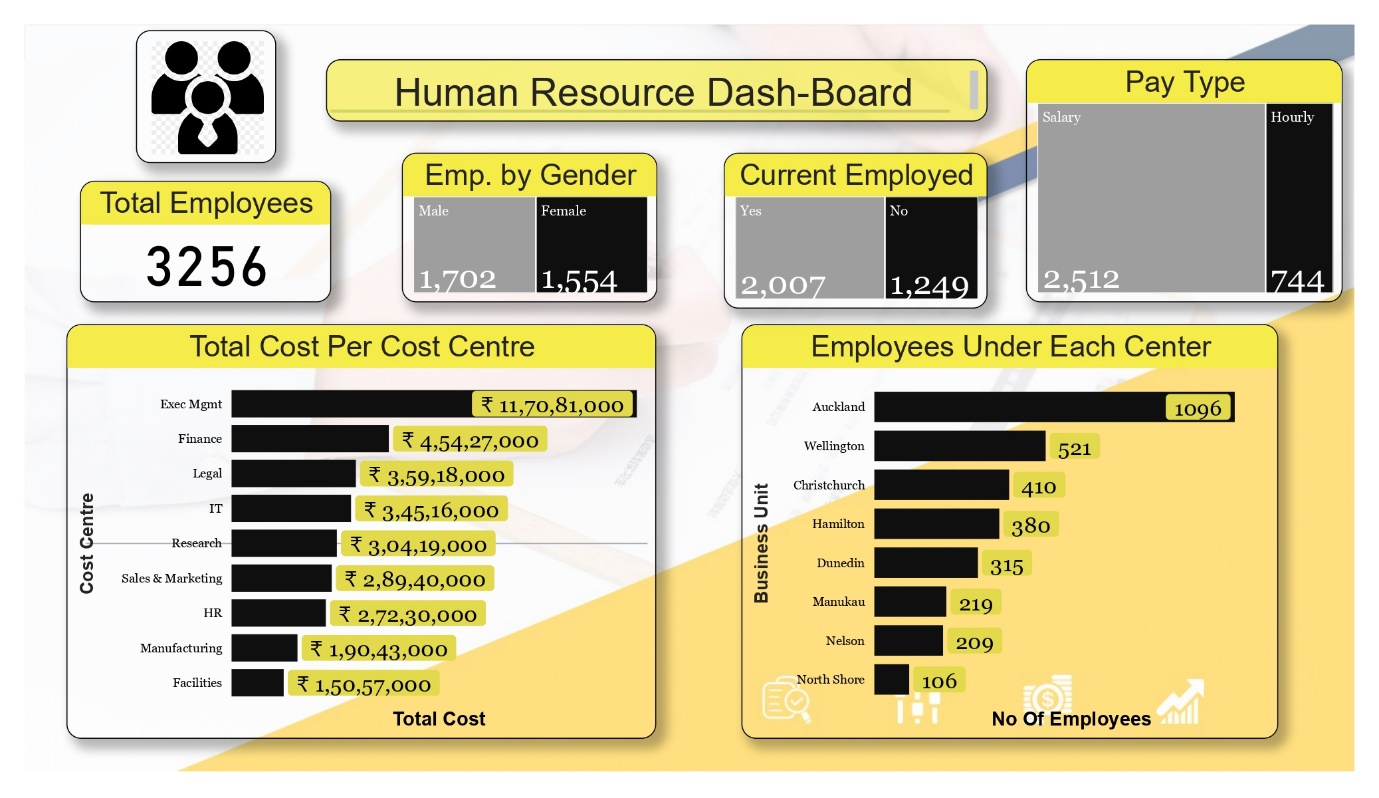 Human Resource Dash-Board
Total Employees
3256
Emp. by Gender
Male
Female
1,702
1,554
Current Employed
Yes
No
2,007
1,249
Pay Type
Salary
Hourly
2,512
744
Total Cost Per Cost Centre
Cost Centre
Exec Mgmt ₹ 11,70,81,000
Finance ₹ 4,54,27,000
Legal ₹ 3,59,18,000
IT ₹ 3,45,16,000
Research ₹ 3,04,19,000
Sales & Marketing ₹ 2,89,40,000
HR ₹ 2,72,30,000
Manufacturing ₹ 1,90,43,000
Facilities ₹ 1,50,57,000
Total Cost
Employees Under Each Center
Business Unit
Auckland 1096
Wellington 521
Christchurch 410
Hamilton 380
Dunedin 315
Manukau 219
Nelson 209
North Shore 106
No Of Employees